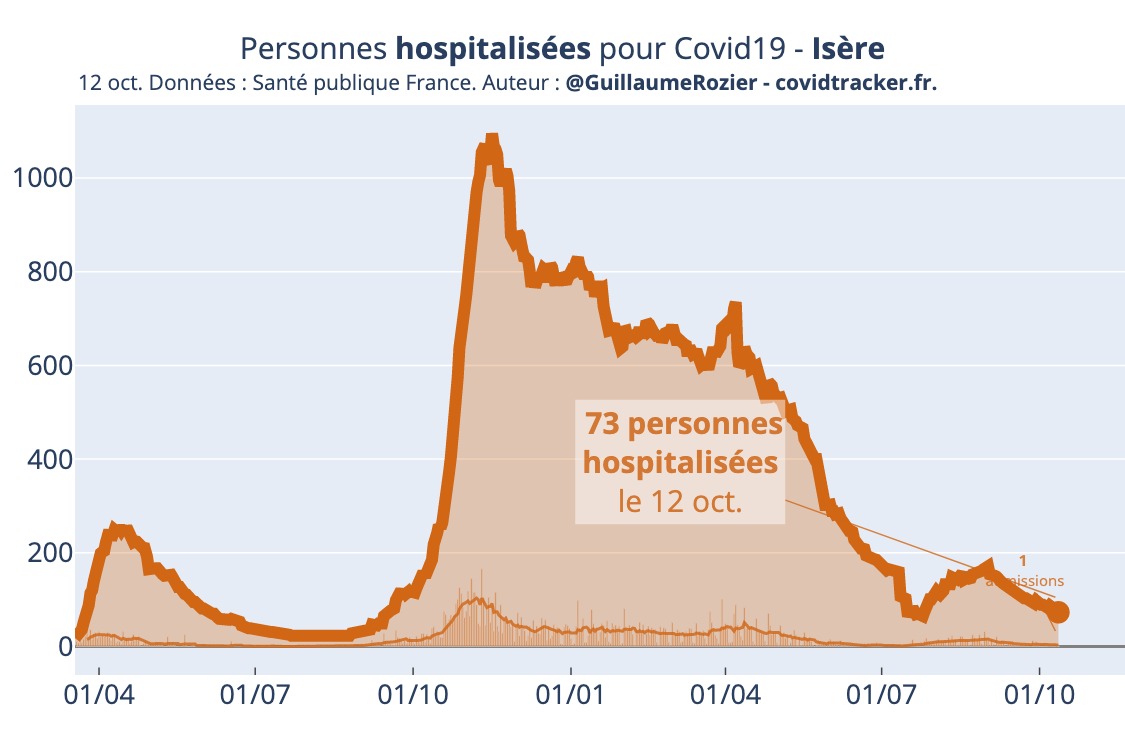 Personnes hospitalisées pour Covid19 - Isère
12 oct. Données : Santé publique France. Auteur : @GuillaumeRozier - covidtracker.fr.
1000
800
600
400
200
0
73 personnes
hospitalisées
le 12 oct.
1
admissions
01/04
01/07
01/10
01/01
01/04
01/07
01/10